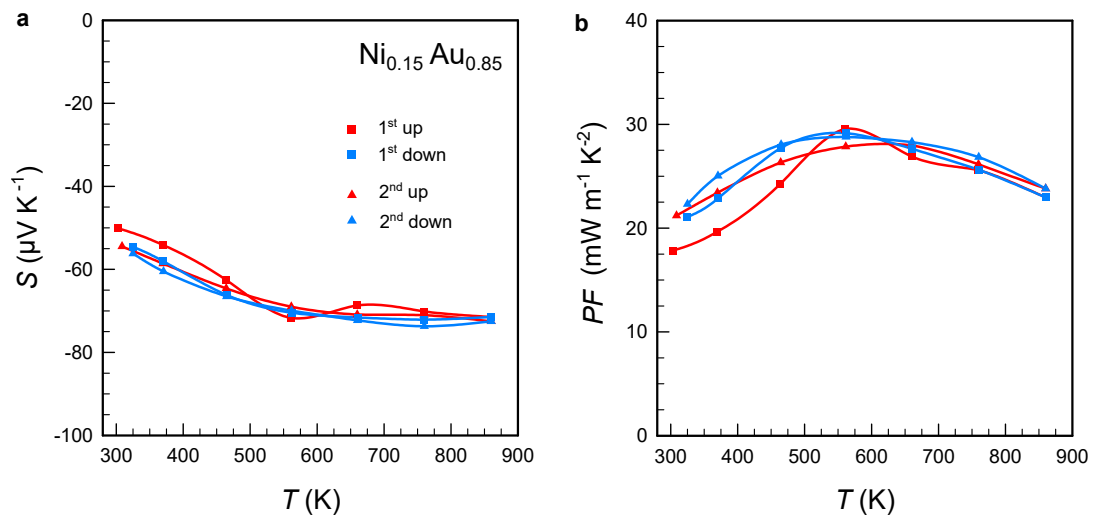 a
Ni0.15 Au0.85
1st up
1st down
2nd up
2nd down
S (µV K-1)
0
-20
-40
-60
-80
-100
300 400 500 600 700 800 900
T (K)
b
PF (mW m-1 K-2)
40
30
20
10
0
300 400 500 600 700 800 900
T (K)